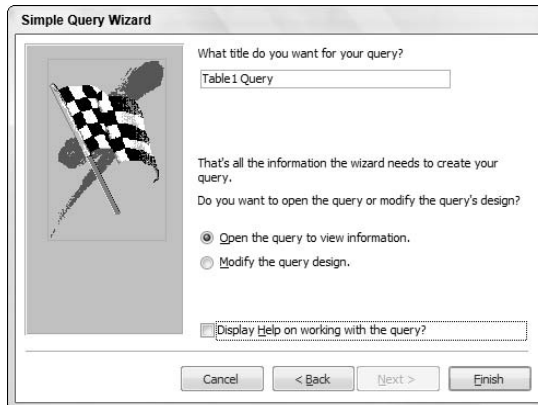 Simple Query Wizard
What title do you want for your query?
Table1 Query
That's all the information the wizard needs to create your
query.
Do you want to open the query or modify the query's design?
Open the query to view information.
Modify the query design.
Display Help on working with the query?
Cancel
< Back
Next >
Finish